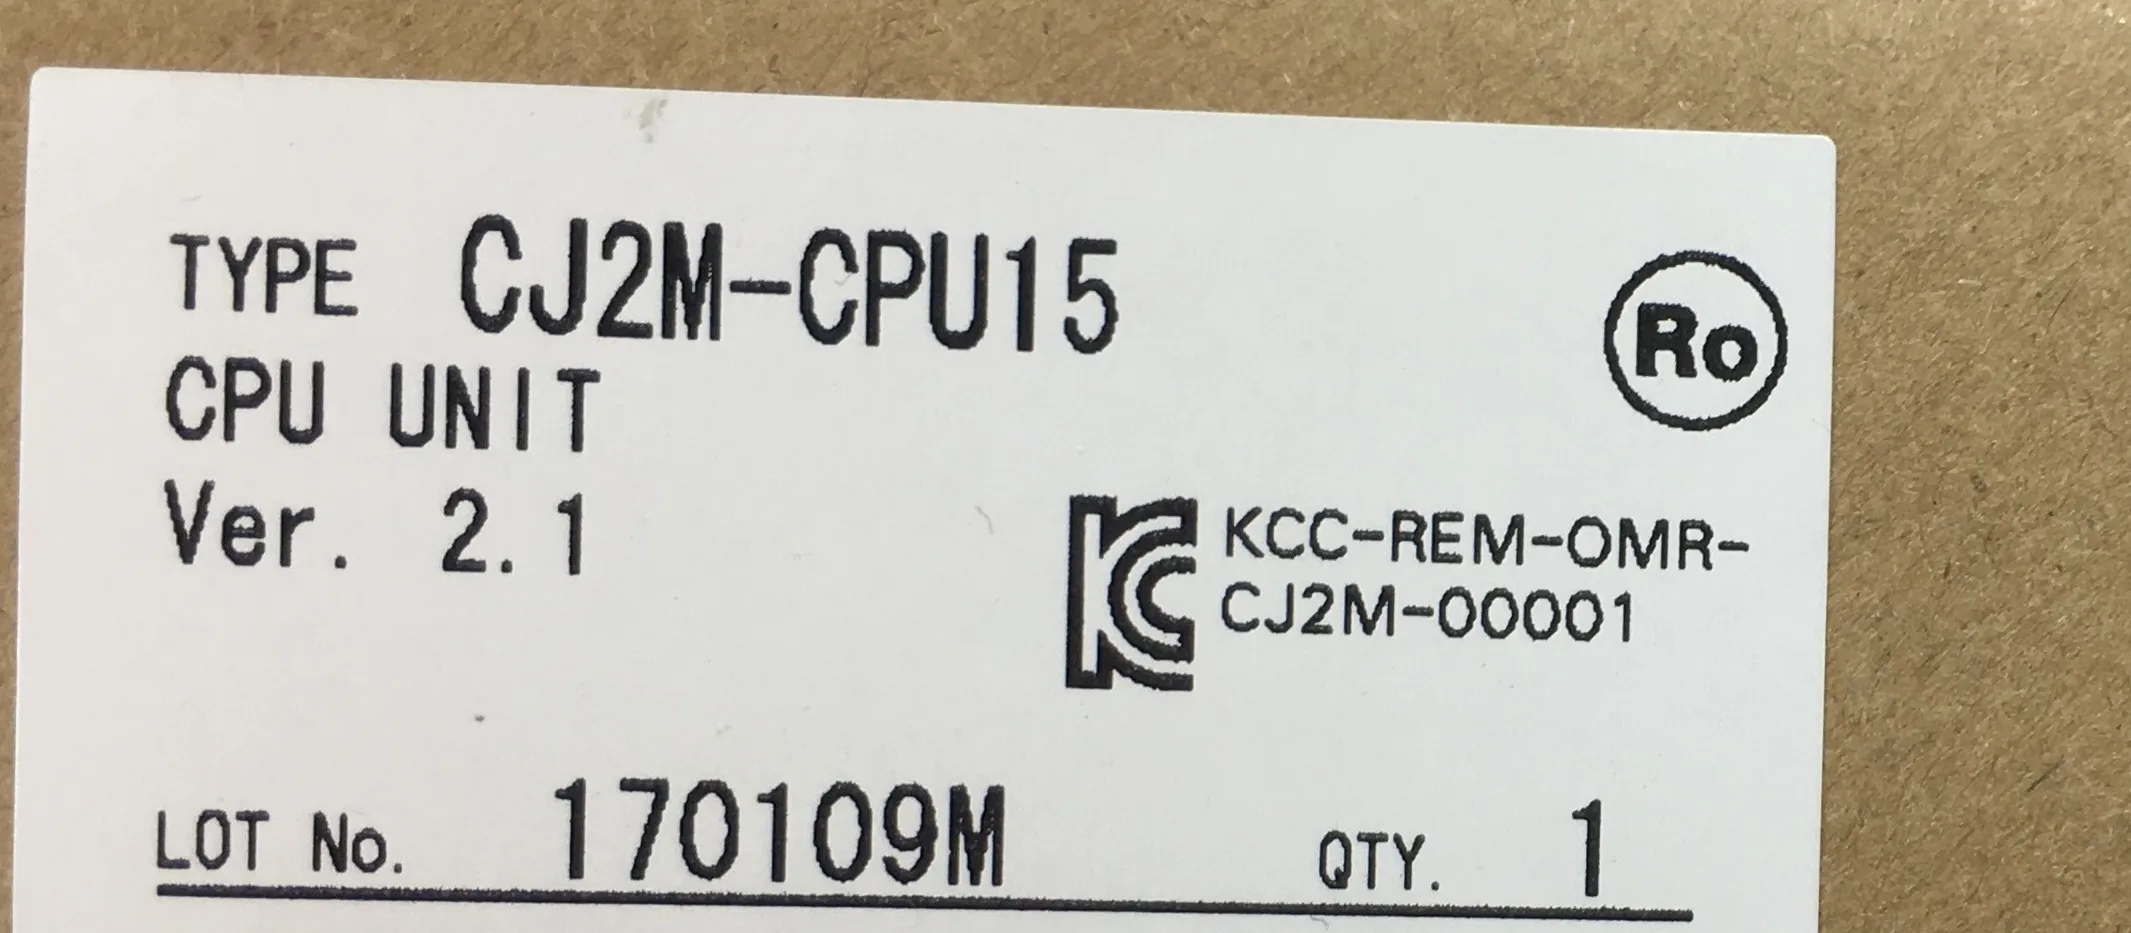 TYPE CJ2M-CPU15
CPU UNIT
Ro
Ver. 2.1
KC KCC-REM-OMR-
CJ2M-00001
LOT No. 170109M QTY. 1